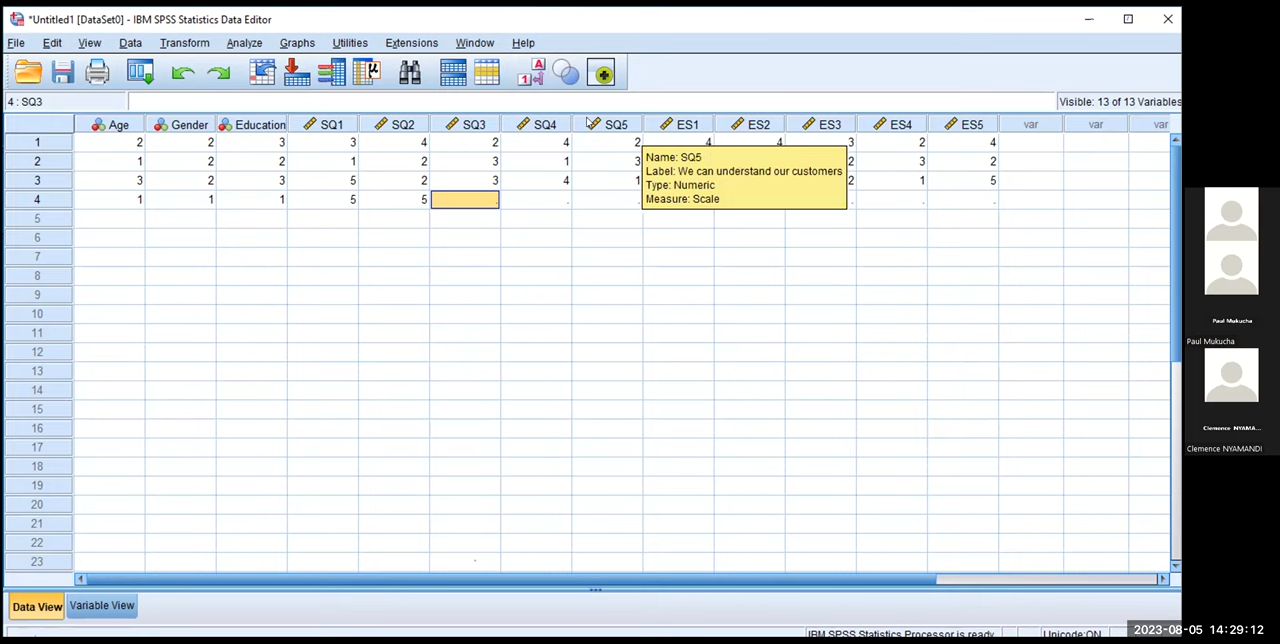 *Untitled1 [DataSet0] - IBM SPSS Statistics Data Editor
File Edit View Data Transform Analyze Graphs Utilities Extensions Window Help
4 : SQ3
Visible: 13 of 13 Variables
Age Gender Education SQ1 SQ2 SQ3 SQ4 SQ5 ES1 ES2 ES3 ES4 ES5 var var var
1 2 2 3 3 4 2 4 2 4 4 3 2 4
2 1 2 2 1 2 3 1 3 2 3 2
3 3 2 3 5 2 3 4 1 2 1 5
4 1 1 1 5 5 . . . . . .
Name: SQ5
Label: We can understand our customers
Type: Numeric
Measure: Scale
5
6
7
8
9
10
11
12
13
14
15
16
17
18
19
20
21
22
23
Data View Variable View
IBM SPSS Statistics Processor is ready
Unicode:ON
2023-08-05 14:29:12
Paul Mukucha
Paul Mukucha
Clemence NYAMA...
Clemence NYAMANDI